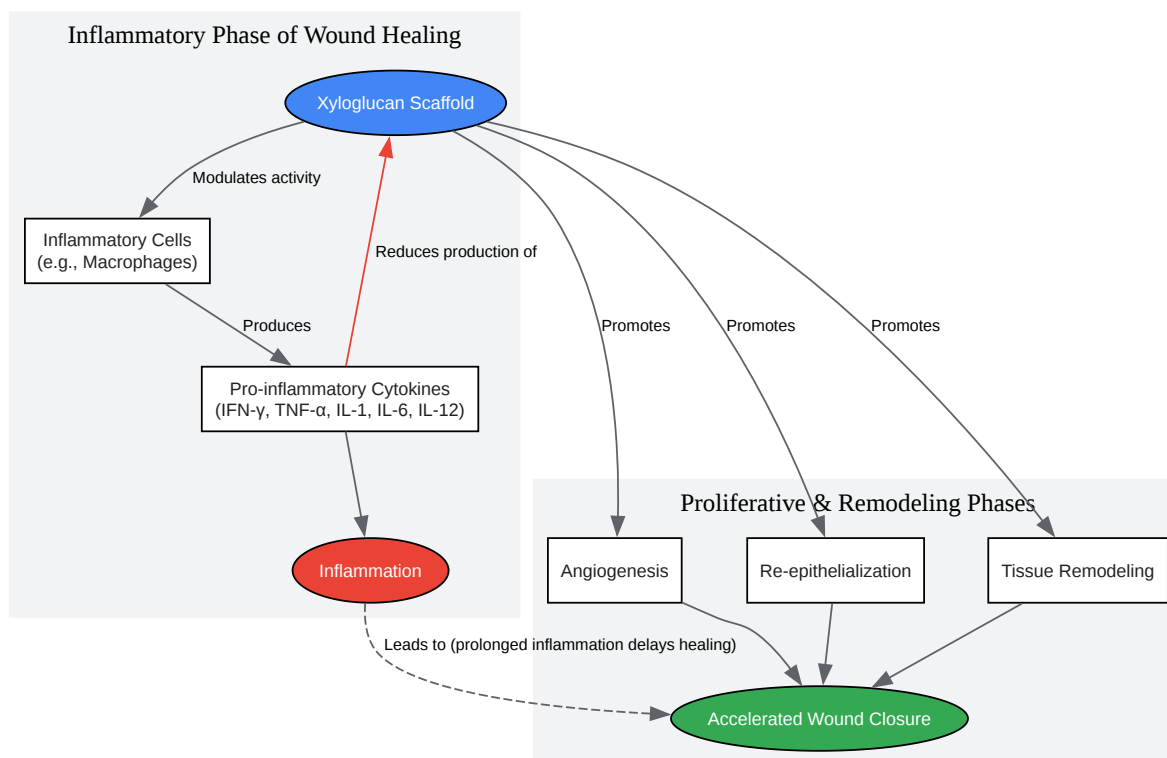 Inflammatory Phase of Wound Healing
Xyloglucan Scaffold
Modulates activity
Inflammatory Cells
(e.g., Macrophages)
Reduces production of
Produces
Promotes
Promotes
Promotes
Pro-inflammatory Cytokines
(IFN-γ, TNF-α, IL-1, IL-6, IL-12)
Proliferative & Remodeling Phases
Inflammation
Angiogenesis
Re-epithelialization
Tissue Remodeling
Leads to (prolonged inflammation delays healing)
Accelerated Wound Closure